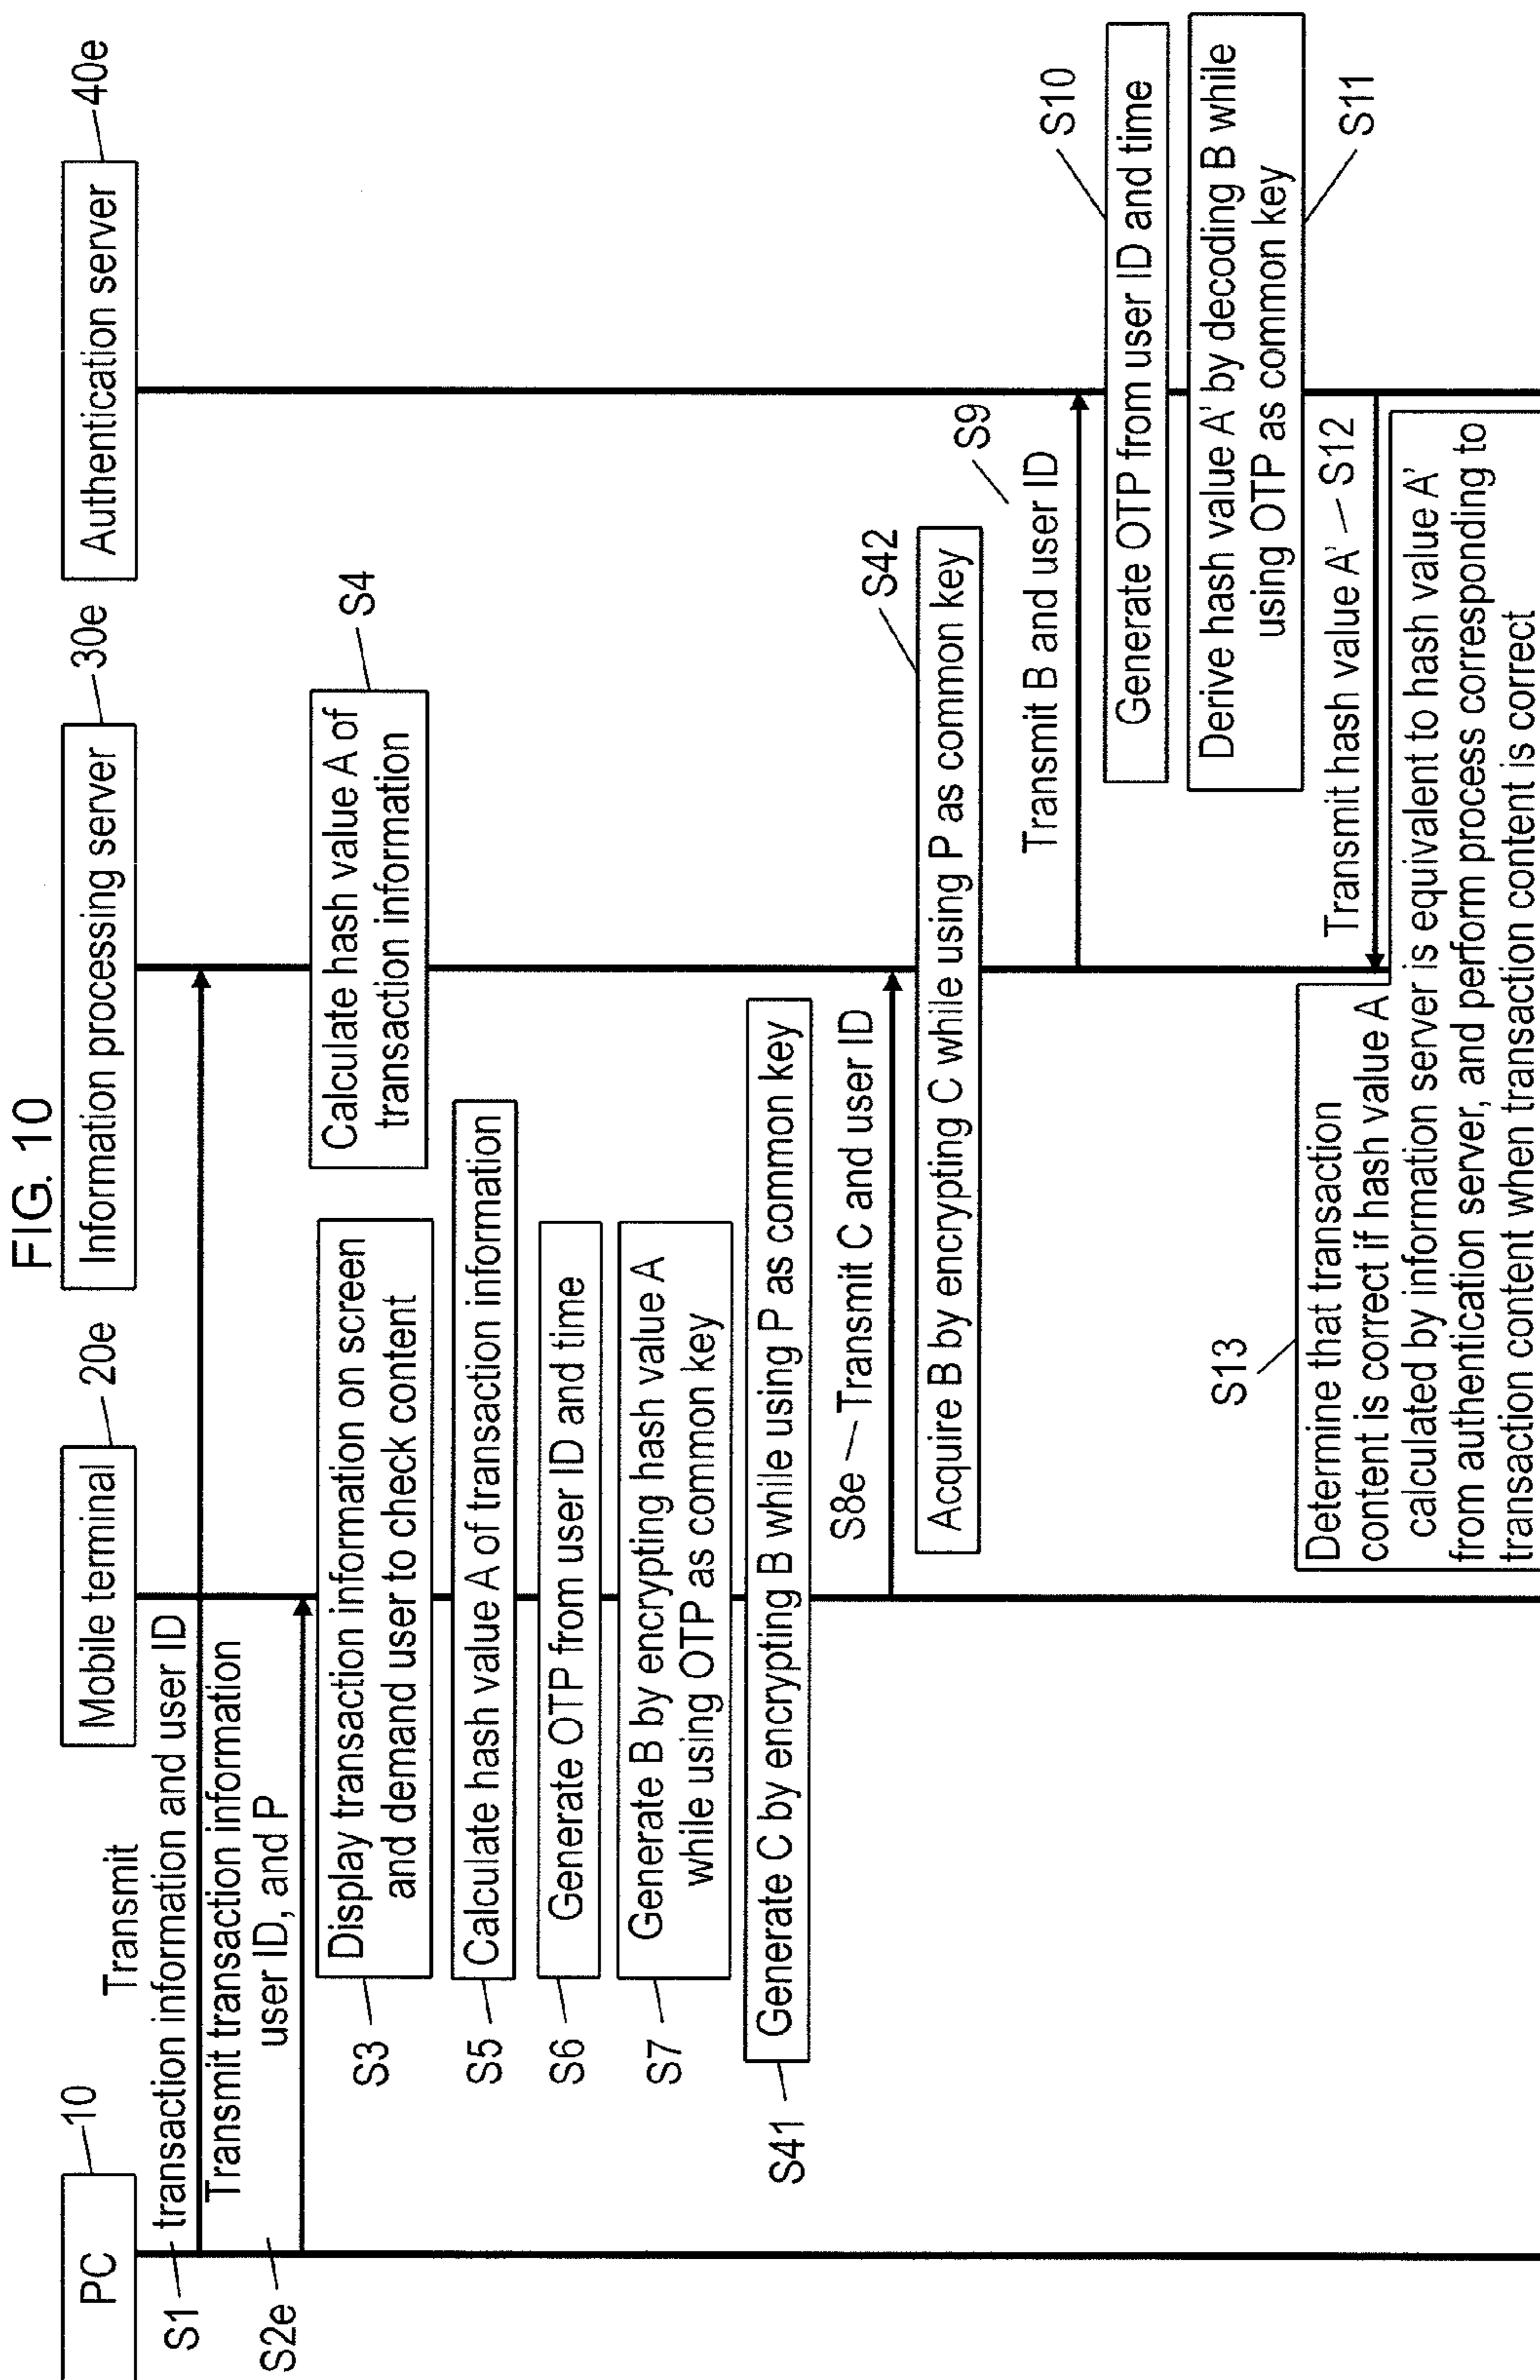 FIG. 10
PC
10
Mobile terminal
20e
Information processing server
30e
Authentication server
40e
S1
Transmit
transaction information and user ID
S2e
Transmit transaction information
user ID, and P
S3
Display transaction information on screen
and demand user to check content
S4
Calculate hash value A of
transaction information
S5
Calculate hash value A of transaction information
S6
Generate OTP from user ID and time
S7
Generate B by encrypting hash value A
while using OTP as common key
S41
Generate C by encrypting B while using P as common key
S8e
Transmit C and user ID
S42
Acquire B by encrypting C while using P as common key
S9
Transmit B and user ID
S10
Generate OTP from user ID and time
S11
Derive hash value A' by decoding B while
using OTP as common key
Transmit hash value A'
S12
S13
Determine that transaction
content is correct if hash value A
calculated by information server is equivalent to hash value A'
from authentication server, and perform process corresponding to
transaction content when transaction content is correct